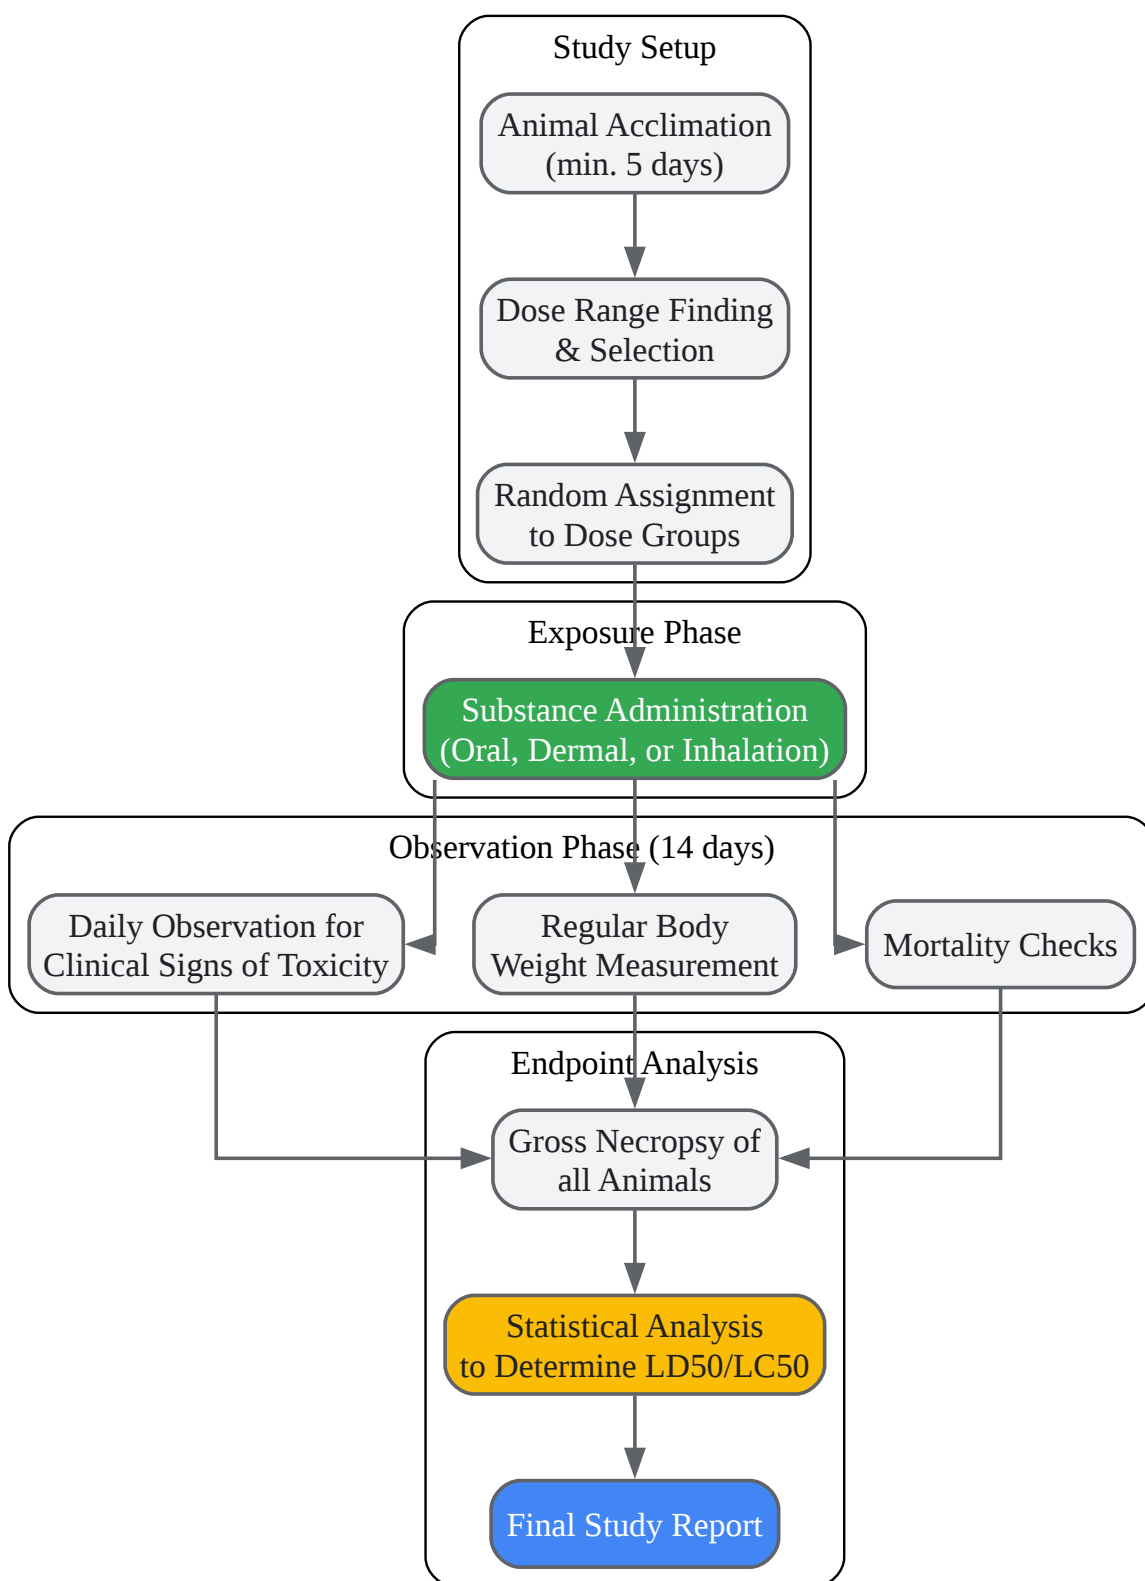 Study Setup
Animal Acclimation
(min. 5 days)
Dose Range Finding
& Selection
Random Assignment
to Dose Groups
Exposure Phase
Substance Administration
(Oral, Dermal, or Inhalation)
Observation Phase (14 days)
Daily Observation for
Clinical Signs of Toxicity
Regular Body
Weight Measurement
Mortality Checks
Endpoint Analysis
Gross Necropsy of
all Animals
Statistical Analysis
to Determine LD50/LC50
Final Study Report